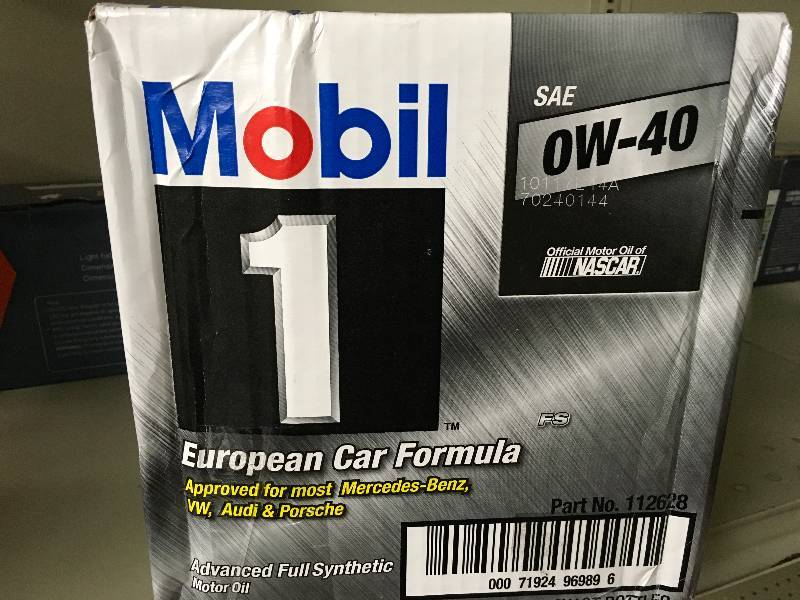 Mobil
1
TM
SAE
0W-40
70240144
Official Motor Oil of
NASCAR.
FS
European Car Formula
Approved for most Mercedes-Benz,
VW, Audi & Porsche
Part No. 112628
Advanced Full Synthetic
Motor Oil
000 71924 96989 6